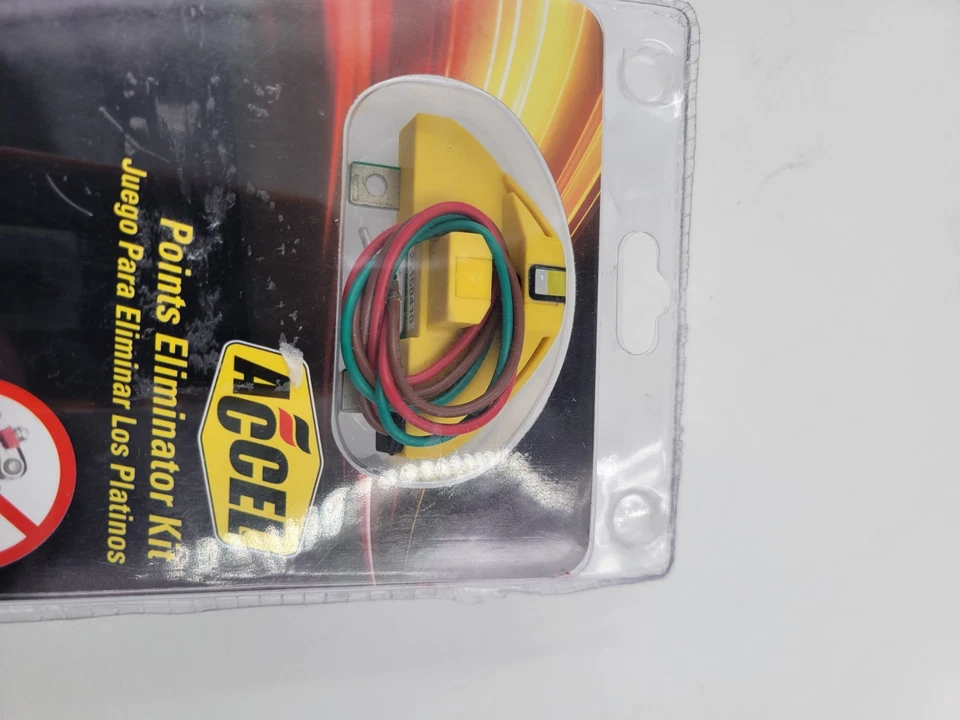 ACCEL
Points Eliminator Kit
Juego Para Eliminar Los Platinos